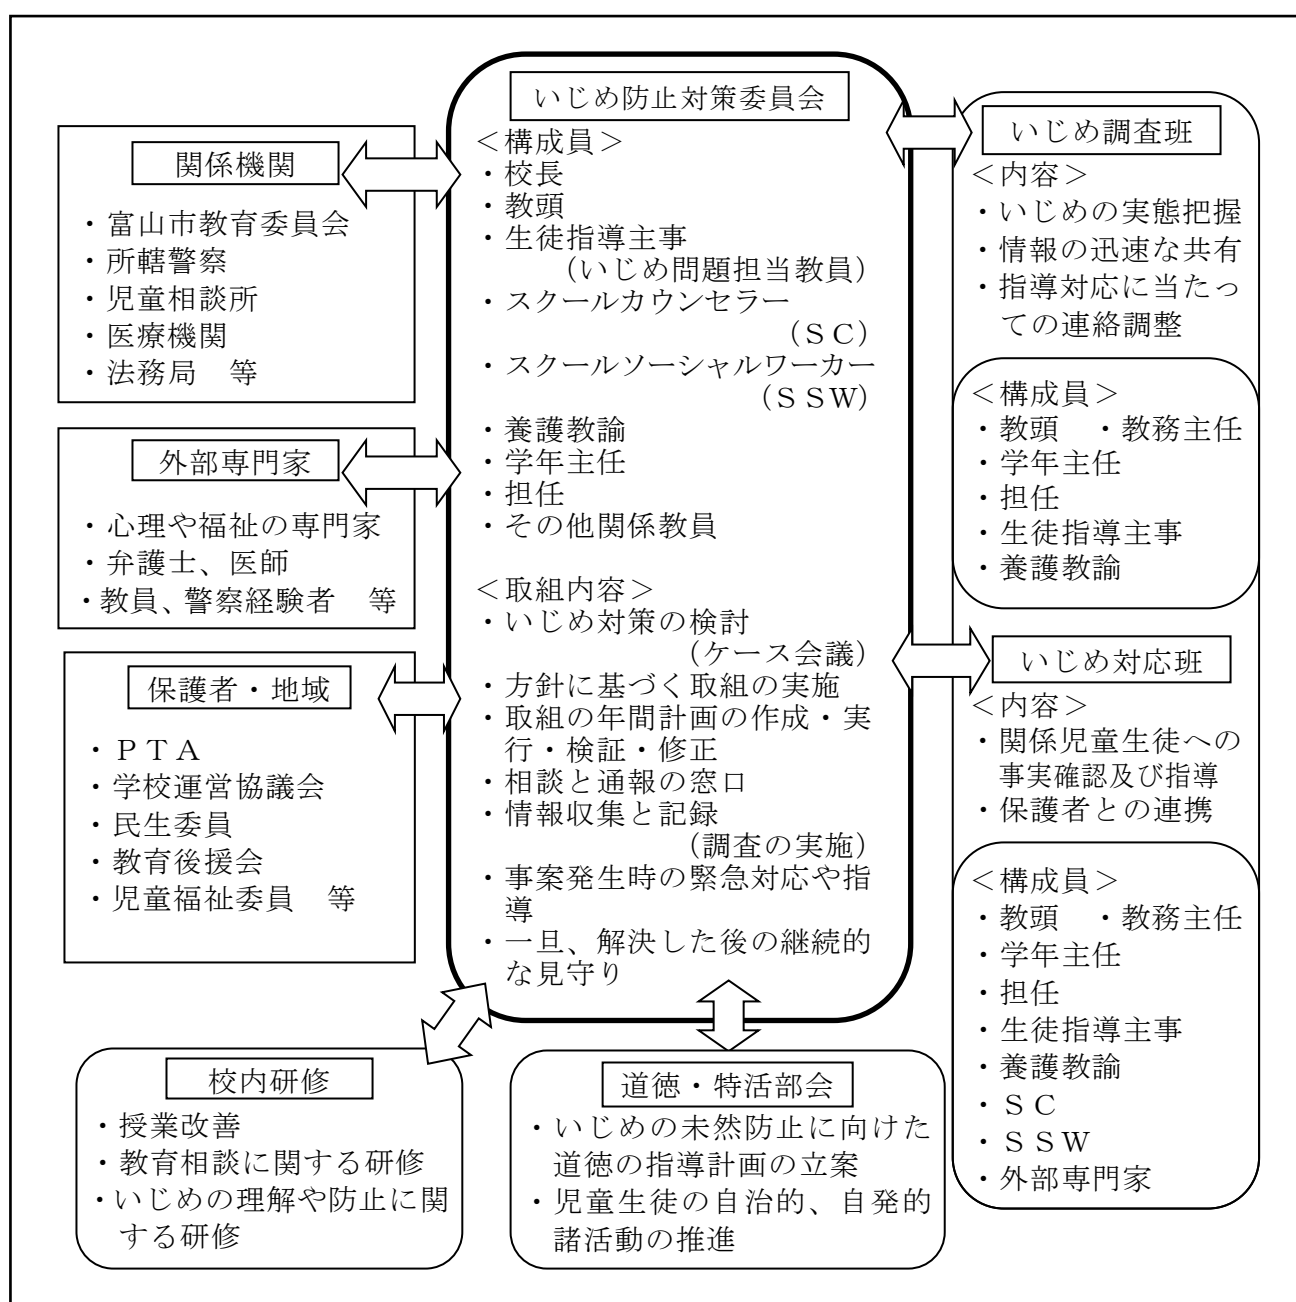 いじめ防止対策委員会
＜構成員＞
・校長
・教頭
・生徒指導主事
（いじめ問題担当教員）
・スクールカウンセラー
（ＳＣ）
・スクールソーシャルワーカー
（ＳＳＷ）
・養護教諭
・学年主任
・担任
・その他関係教員
＜取組内容＞
・いじめ対策の検討
（ケース会議）
・方針に基づく取組の実施
・取組の年間計画の作成・実
行・検証・修正
・相談と通報の窓口
・情報収集と記録
（調査の実施）
・事案発生時の緊急対応や指
導
・一旦、解決した後の継続的
な見守り
関係機関
・富山市教育委員会
・所轄警察
・児童相談所
・医療機関
・法務局　等
外部専門家
・心理や福祉の専門家
・弁護士、医師
・教員、警察経験者　等
保護者・地域
・ＰＴＡ
・学校運営協議会
・民生委員
・教育後援会
・児童福祉委員　等
いじめ調査班
＜内容＞
・いじめの実態把握
・情報の迅速な共有
・指導対応に当たっ
ての連絡調整
＜構成員＞
・教頭　・教務主任
・学年主任
・担任
・生徒指導主事
・養護教諭
いじめ対応班
＜内容＞
・関係児童生徒への
事実確認及び指導
・保護者との連携
＜構成員＞
・教頭　・教務主任
・学年主任
・担任
・生徒指導主事
・養護教諭
・ＳＣ
・ＳＳＷ
・外部専門家
校内研修
・授業改善
・教育相談に関する研修
・いじめの理解や防止に関
する研修
道徳・特活部会
・いじめの未然防止に向けた
道徳の指導計画の立案
・児童生徒の自治的、自発的
諸活動の推進